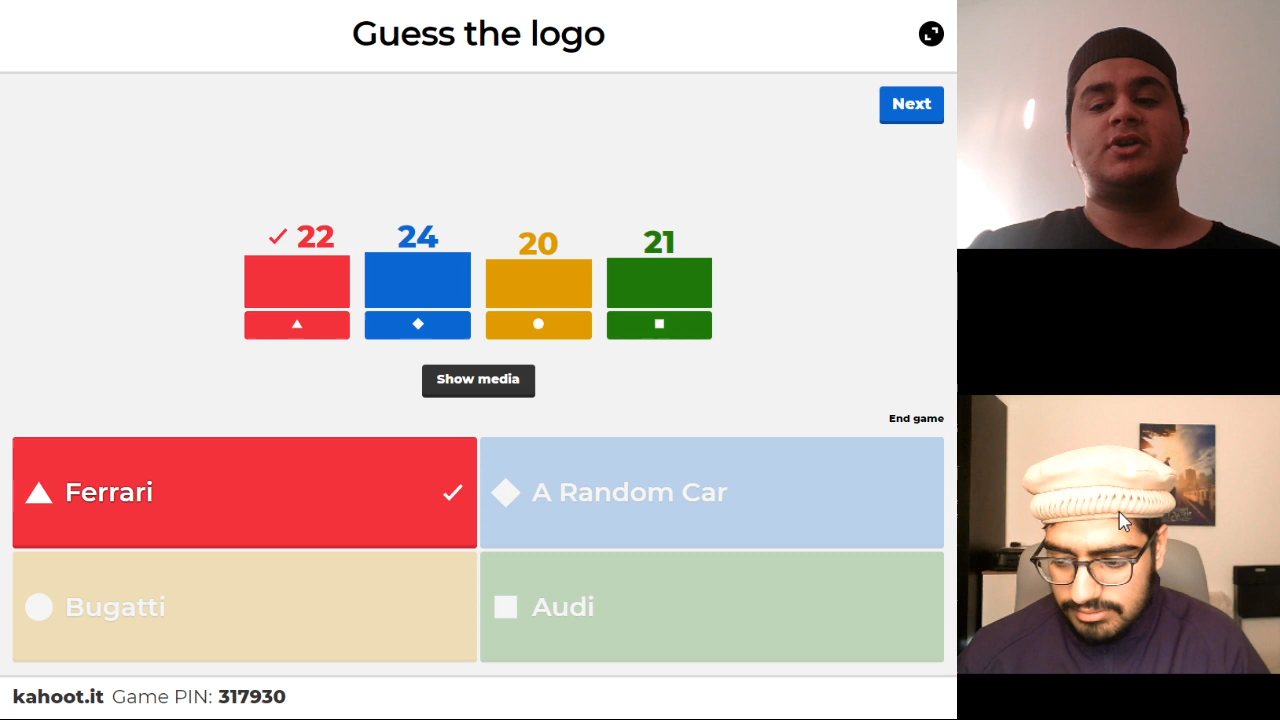 Guess the logo
Next
22 24 20 21
Show media
End game
Ferrari
A Random Car
Bugatti
Audi
kahoot.it Game PIN: 317930